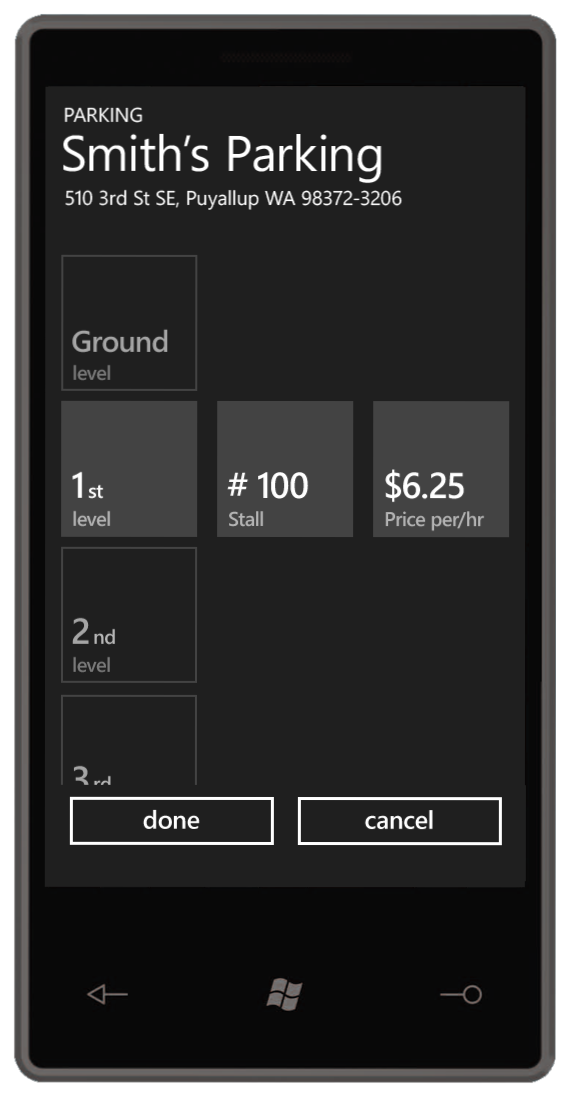 PARKING
Smith's Parking
510 3rd St SE, Puyallup WA 98372-3206
Ground
level
1st
level
# 100
Stall
$6.25
Price per/hr
2nd
level
3rd
done
cancel